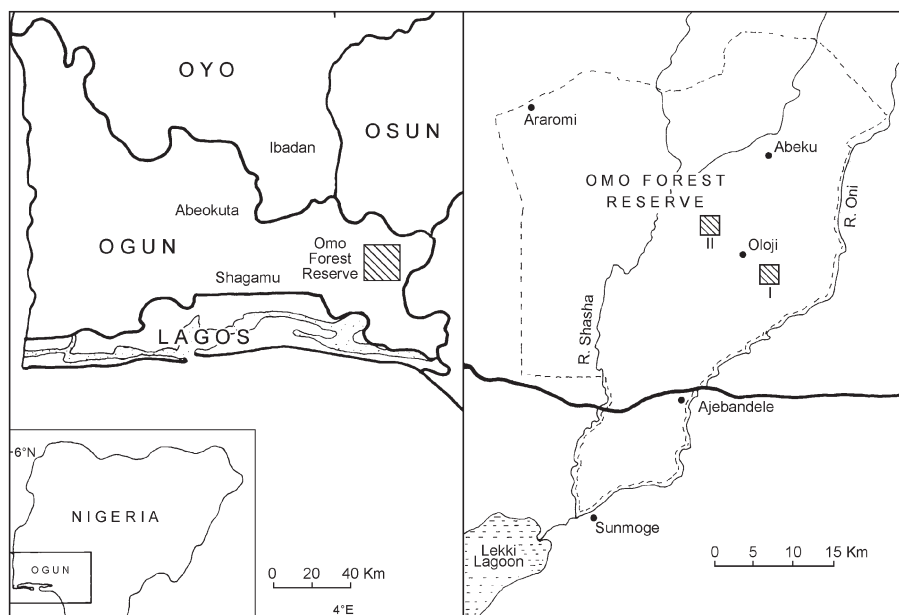 OYO
OSUN
Ibadan
Abeokuta
OGUN
Omo
Forest
Reserve
Shagamu
LAGOS
6°N
NIGERIA
OGUN
0 20 40 Km
4°E
Araromi
Abeku
OMO FOREST
RESERVE
R. Oni
II
Oloji
I
R. Shasha
Ajebandele
Sunmoge
Lekki
Lagoon
0 5 10 15 Km